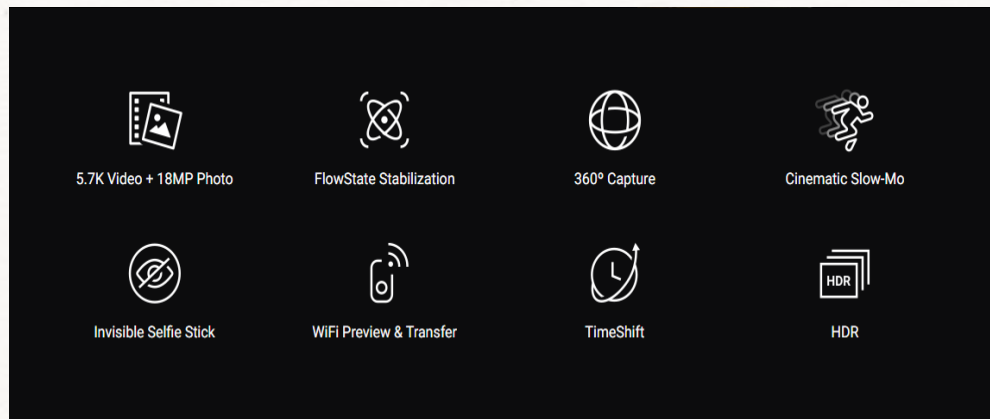 5.7K Video + 18MP Photo
FlowState Stabilization
360º Capture
Cinematic Slow-Mo
Invisible Selfie Stick
WiFi Preview & Transfer
TimeShift
HDR
HDR